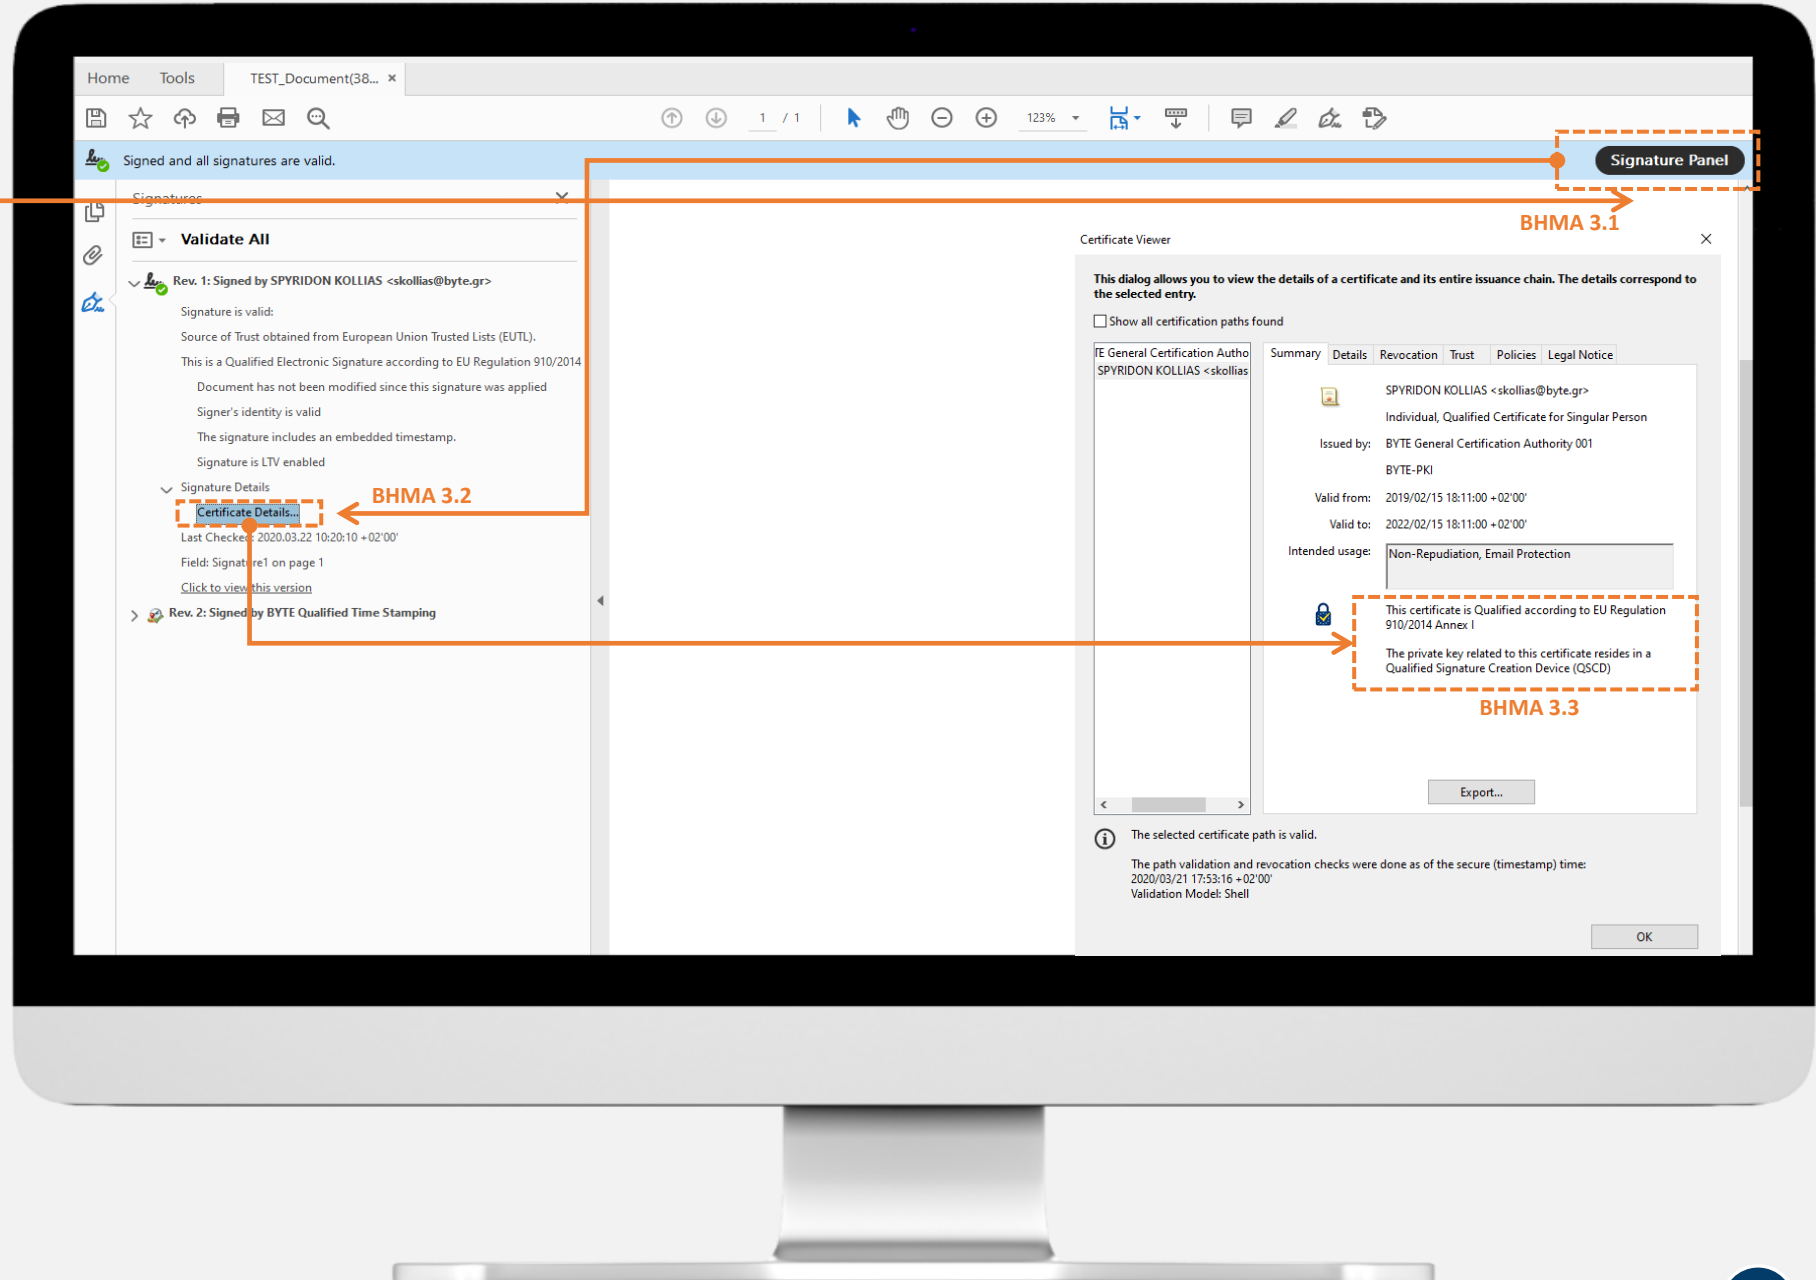 Home Tools TEST_Document(38... ×
1 / 1 123%
Signed and all signatures are valid.
Signature Panel
Signatures
ΒΗΜΑ 3.1
Validate All
Rev. 1: Signed by SPYRIDON KOLLIAS <skollias@byte.gr>
Signature is valid:
Source of Trust obtained from European Union Trusted Lists (EUTL).
This is a Qualified Electronic Signature according to EU Regulation 910/2014
Document has not been modified since this signature was applied
Signer's identity is valid
The signature includes an embedded timestamp.
Signature is LTV enabled
Signature Details
ΒΗΜΑ 3.2
Certificate Details...
Last Checked: 2020.03.22 10:20:10 +02'00'
Field: Signature1 on page 1
Click to view this version
Rev. 2: Signed by BYTE Qualified Time Stamping
Certificate Viewer
This dialog allows you to view the details of a certificate and its entire issuance chain. The details correspond to
the selected entry.
Show all certification paths found
TE General Certification Autho
SPYRIDON KOLLIAS <skollias
Summary Details Revocation Trust Policies Legal Notice
SPYRIDON KOLLIAS <skollias@byte.gr>
Individual, Qualified Certificate for Singular Person
Issued by: BYTE General Certification Authority 001
BYTE-PKI
Valid from: 2019/02/15 18:11:00 +02'00'
Valid to: 2022/02/15 18:11:00 +02'00'
Intended usage: Non-Repudiation, Email Protection
This certificate is Qualified according to EU Regulation
910/2014 Annex I
The private key related to this certificate resides in a
Qualified Signature Creation Device (QSCD)
ΒΗΜΑ 3.3
Export...
The selected certificate path is valid.
The path validation and revocation checks were done as of the secure (timestamp) time:
2020/03/21 17:53:16 +02'00'
Validation Model: Shell
OK